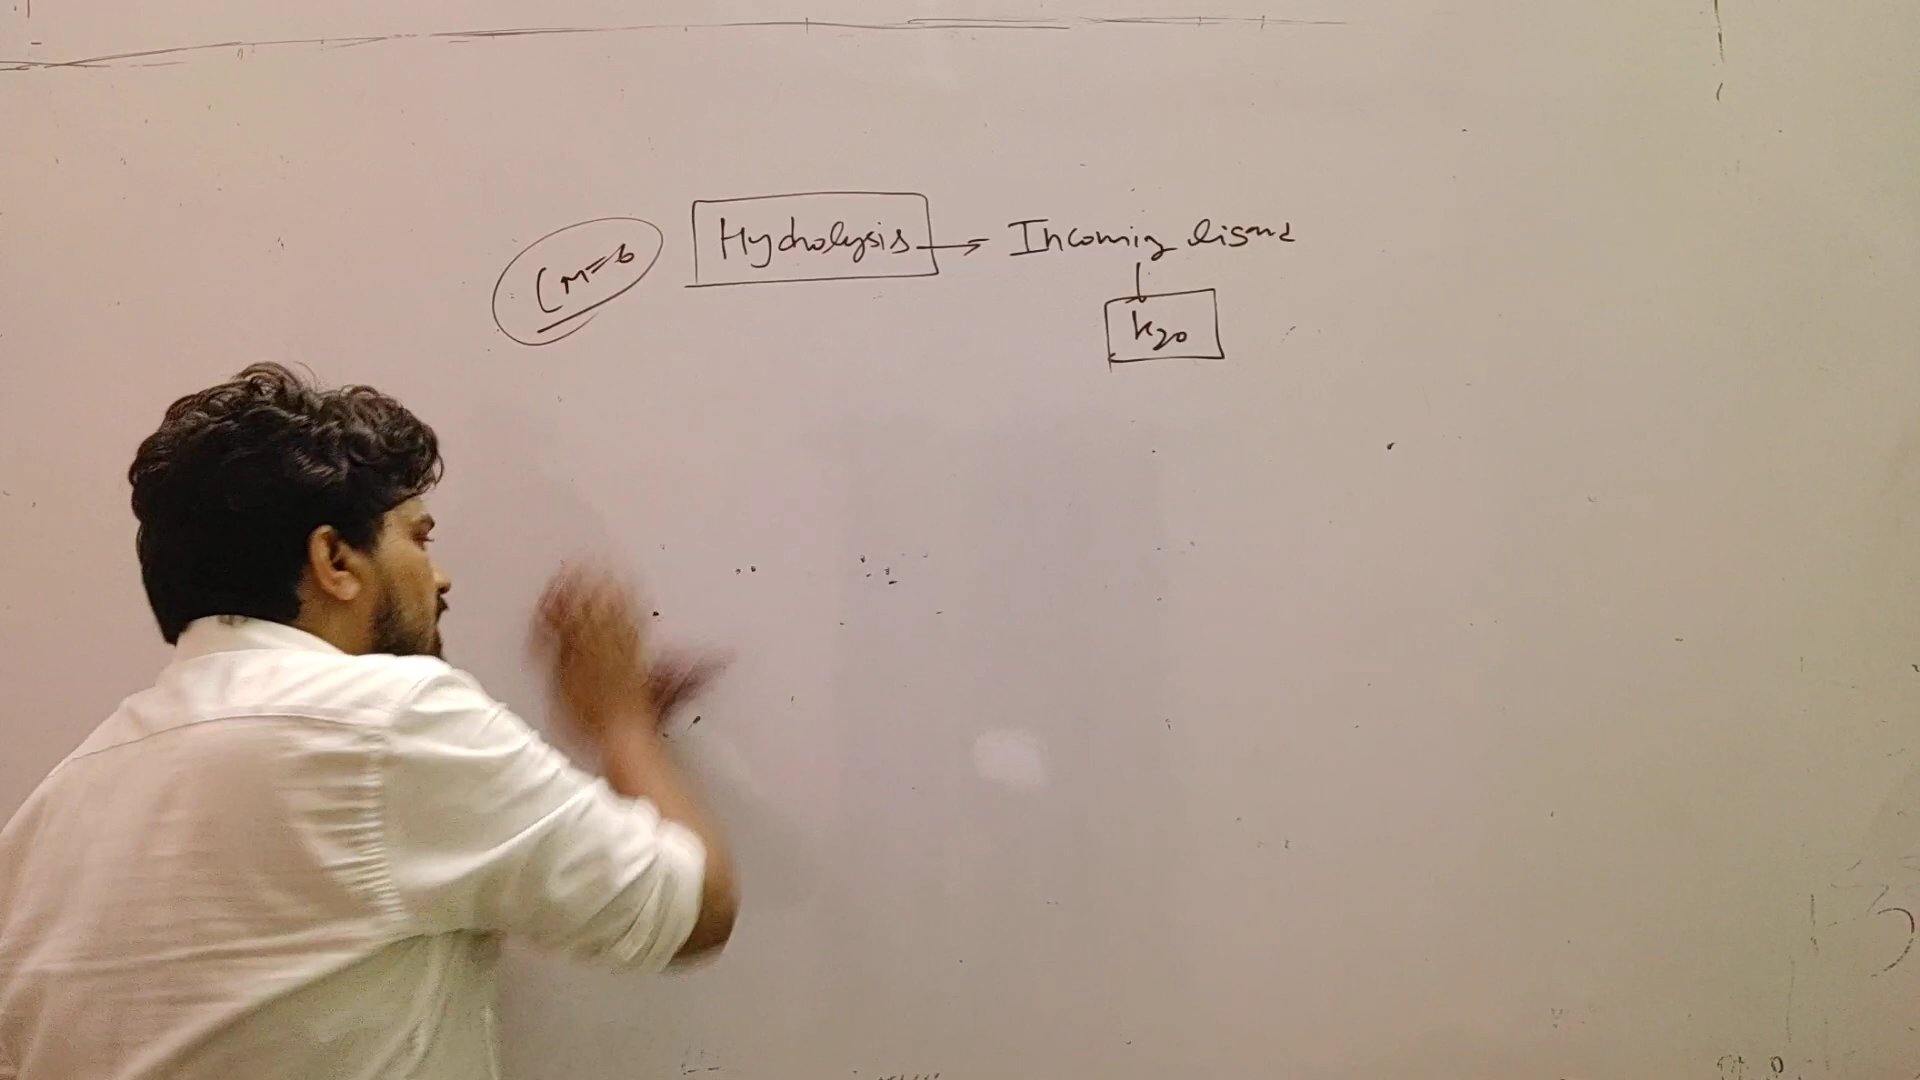 Hydrolysis → Incoming ligand
(M=6
H2O